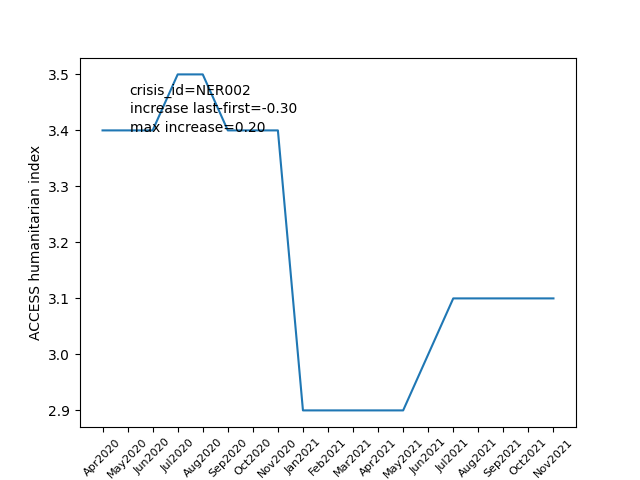 3.5
crisis_id=NER002
increase last-first=-0.30
max increase=0.20
3.4
3.3
3.2
3.1
3.0
2.9
ACCESS humanitarian index
Apr2020
May2020
Jun2020
Jul2020
Aug2020
Sep2020
Oct2020
Nov2020
Jan2021
Feb2021
Mar2021
Apr2021
May2021
Jun2021
Jul2021
Aug2021
Sep2021
Oct2021
Nov2021